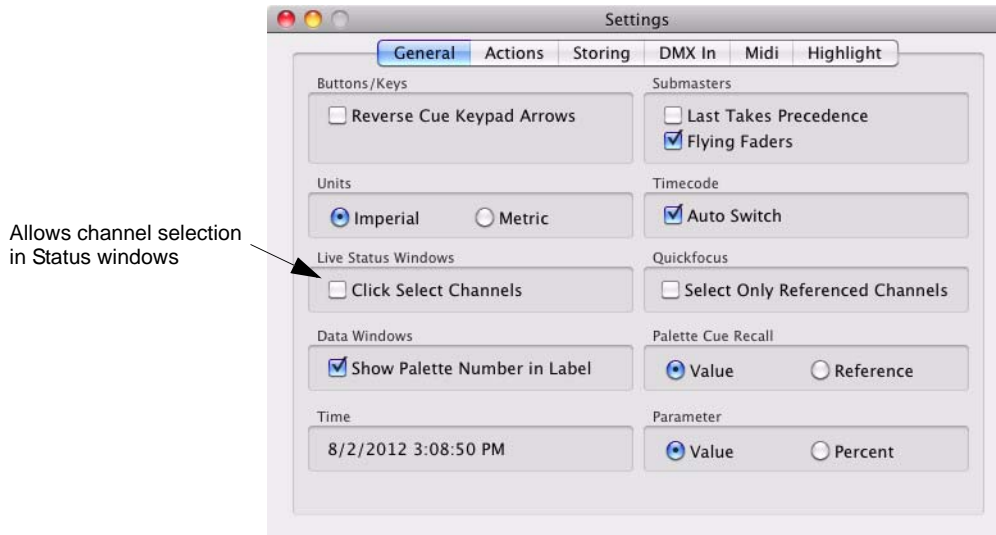 Settings
General Actions Storing DMX In Midi Highlight
Buttons/Keys
Reverse Cue Keypad Arrows
Submasters
Last Takes Precedence
Flying Faders
Units
Imperial Metric
Timecode
Auto Switch
Allows channel selection
in Status windows
Live Status Windows
Click Select Channels
Quickfocus
Select Only Referenced Channels
Data Windows
Show Palette Number in Label
Palette Cue Recall
Value Reference
Time
8/2/2012 3:08:50 PM
Parameter
Value Percent